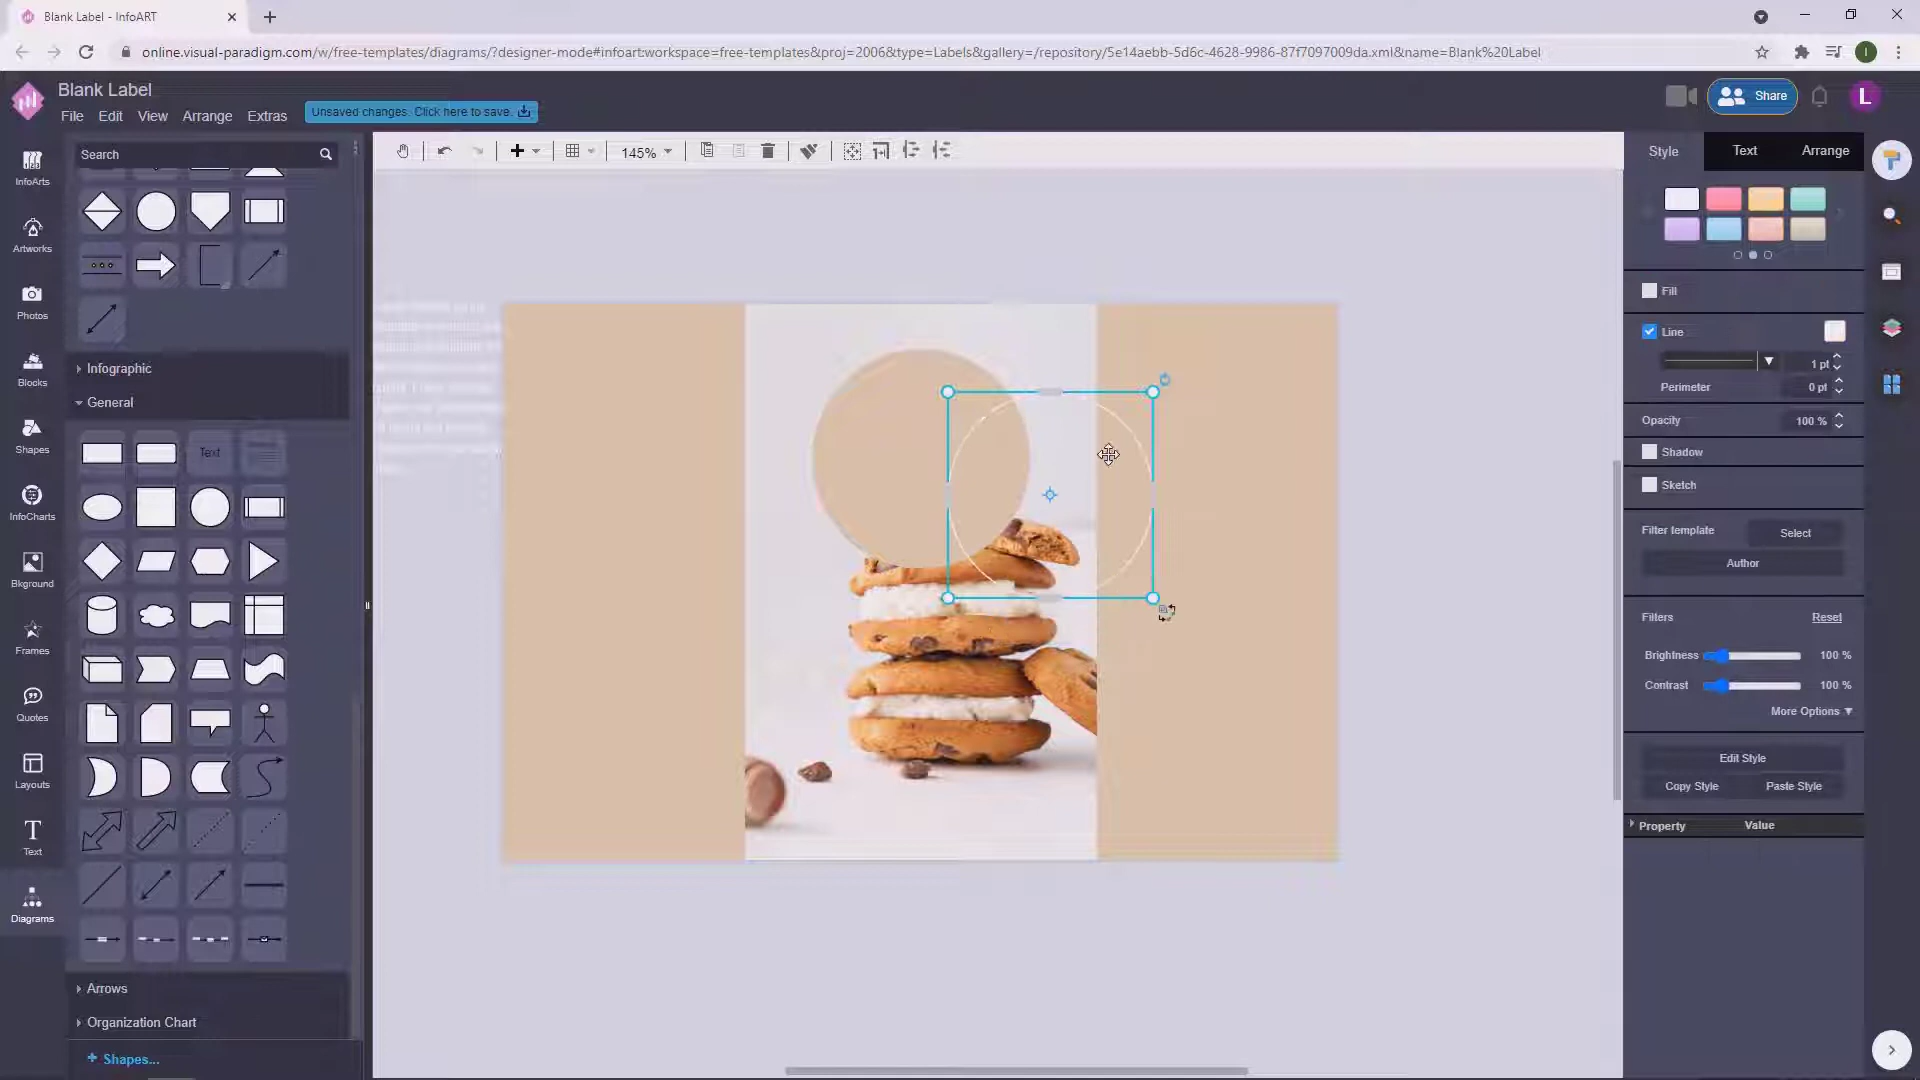 Blank Label - InfoART
online.visual-paradigm.com/w/free-templates/diagrams/?designer-mode#infoart:workspace=free-templates&proj=2006&type=Labels&gallery=/repository/5e14aebb-5d6c-4628-9986-87f7097009da.xml&name=Blank%20Label
I
Blank Label
File Edit View Arrange Extras
Unsaved changes. Click here to save.
Share
L
Search
145%
Style Text Arrange
InfoArts
Artworks
Photos
Blocks
Shapes
InfoCharts
Bkground
Frames
Quotes
Layouts
Text
Diagrams
Infographic
General
Text
Arrows
Organization Chart
+ Shapes...
Fill
Line
1 pt
Perimeter 0 pt
Opacity 100 %
Shadow
Sketch
Filter template Select
Author
Filters Reset
Brightness 100 %
Contrast 100 %
More Options
Edit Style
Copy Style Paste Style
Property Value